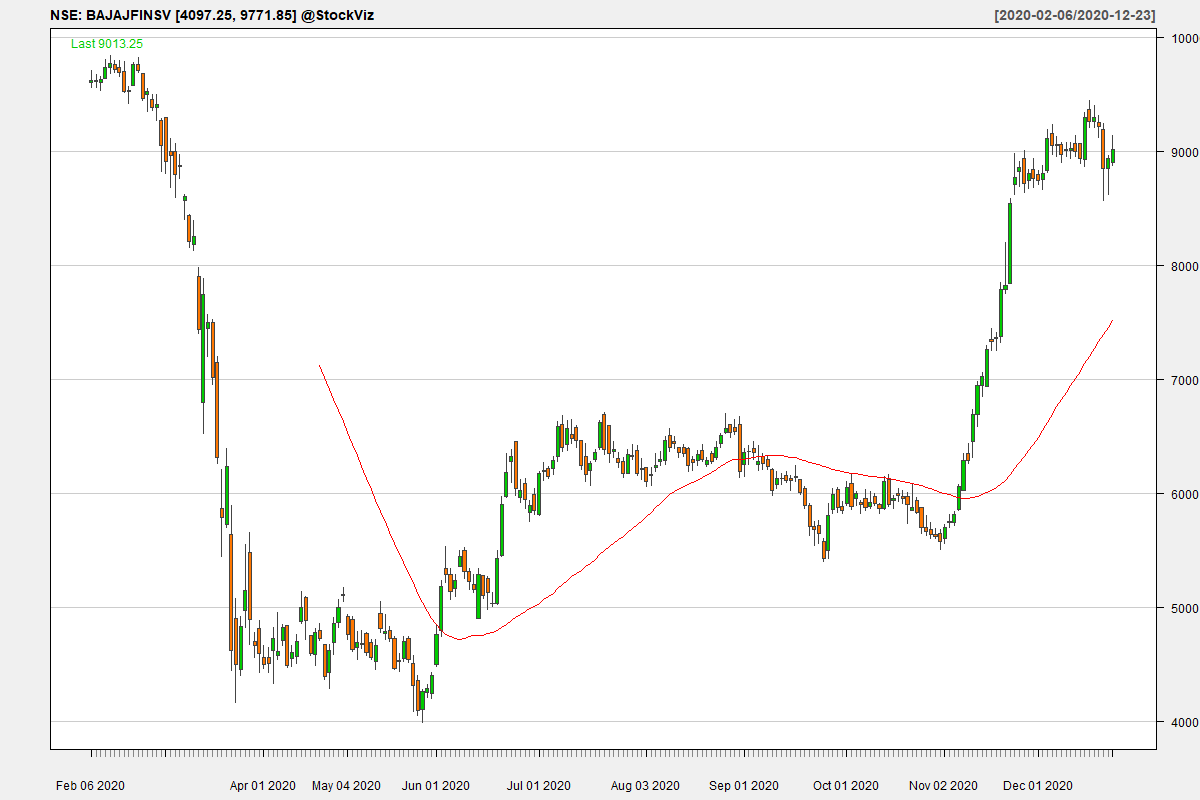 NSE: BAJAJFINSV [4097.25, 9771.85] @StockViz
[2020-02-06/2020-12-23]
Last 9013.25
1000
9000
8000
7000
6000
5000
4000
Feb 06 2020
Apr 01 2020
May 04 2020
Jun 01 2020
Jul 01 2020
Aug 03 2020
Sep 01 2020
Oct 01 2020
Nov 02 2020
Dec 01 2020